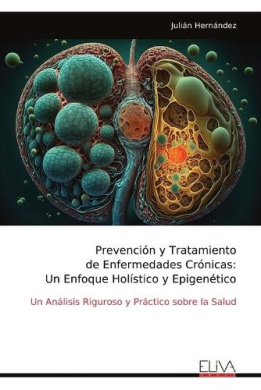 Julián Hernández
Prevención y Tratamiento
de Enfermedades Crónicas:
Un Enfoque Holístico y Epigenético
Un Análisis Riguroso y Práctico sobre la Salud
ELIVA
PRESS